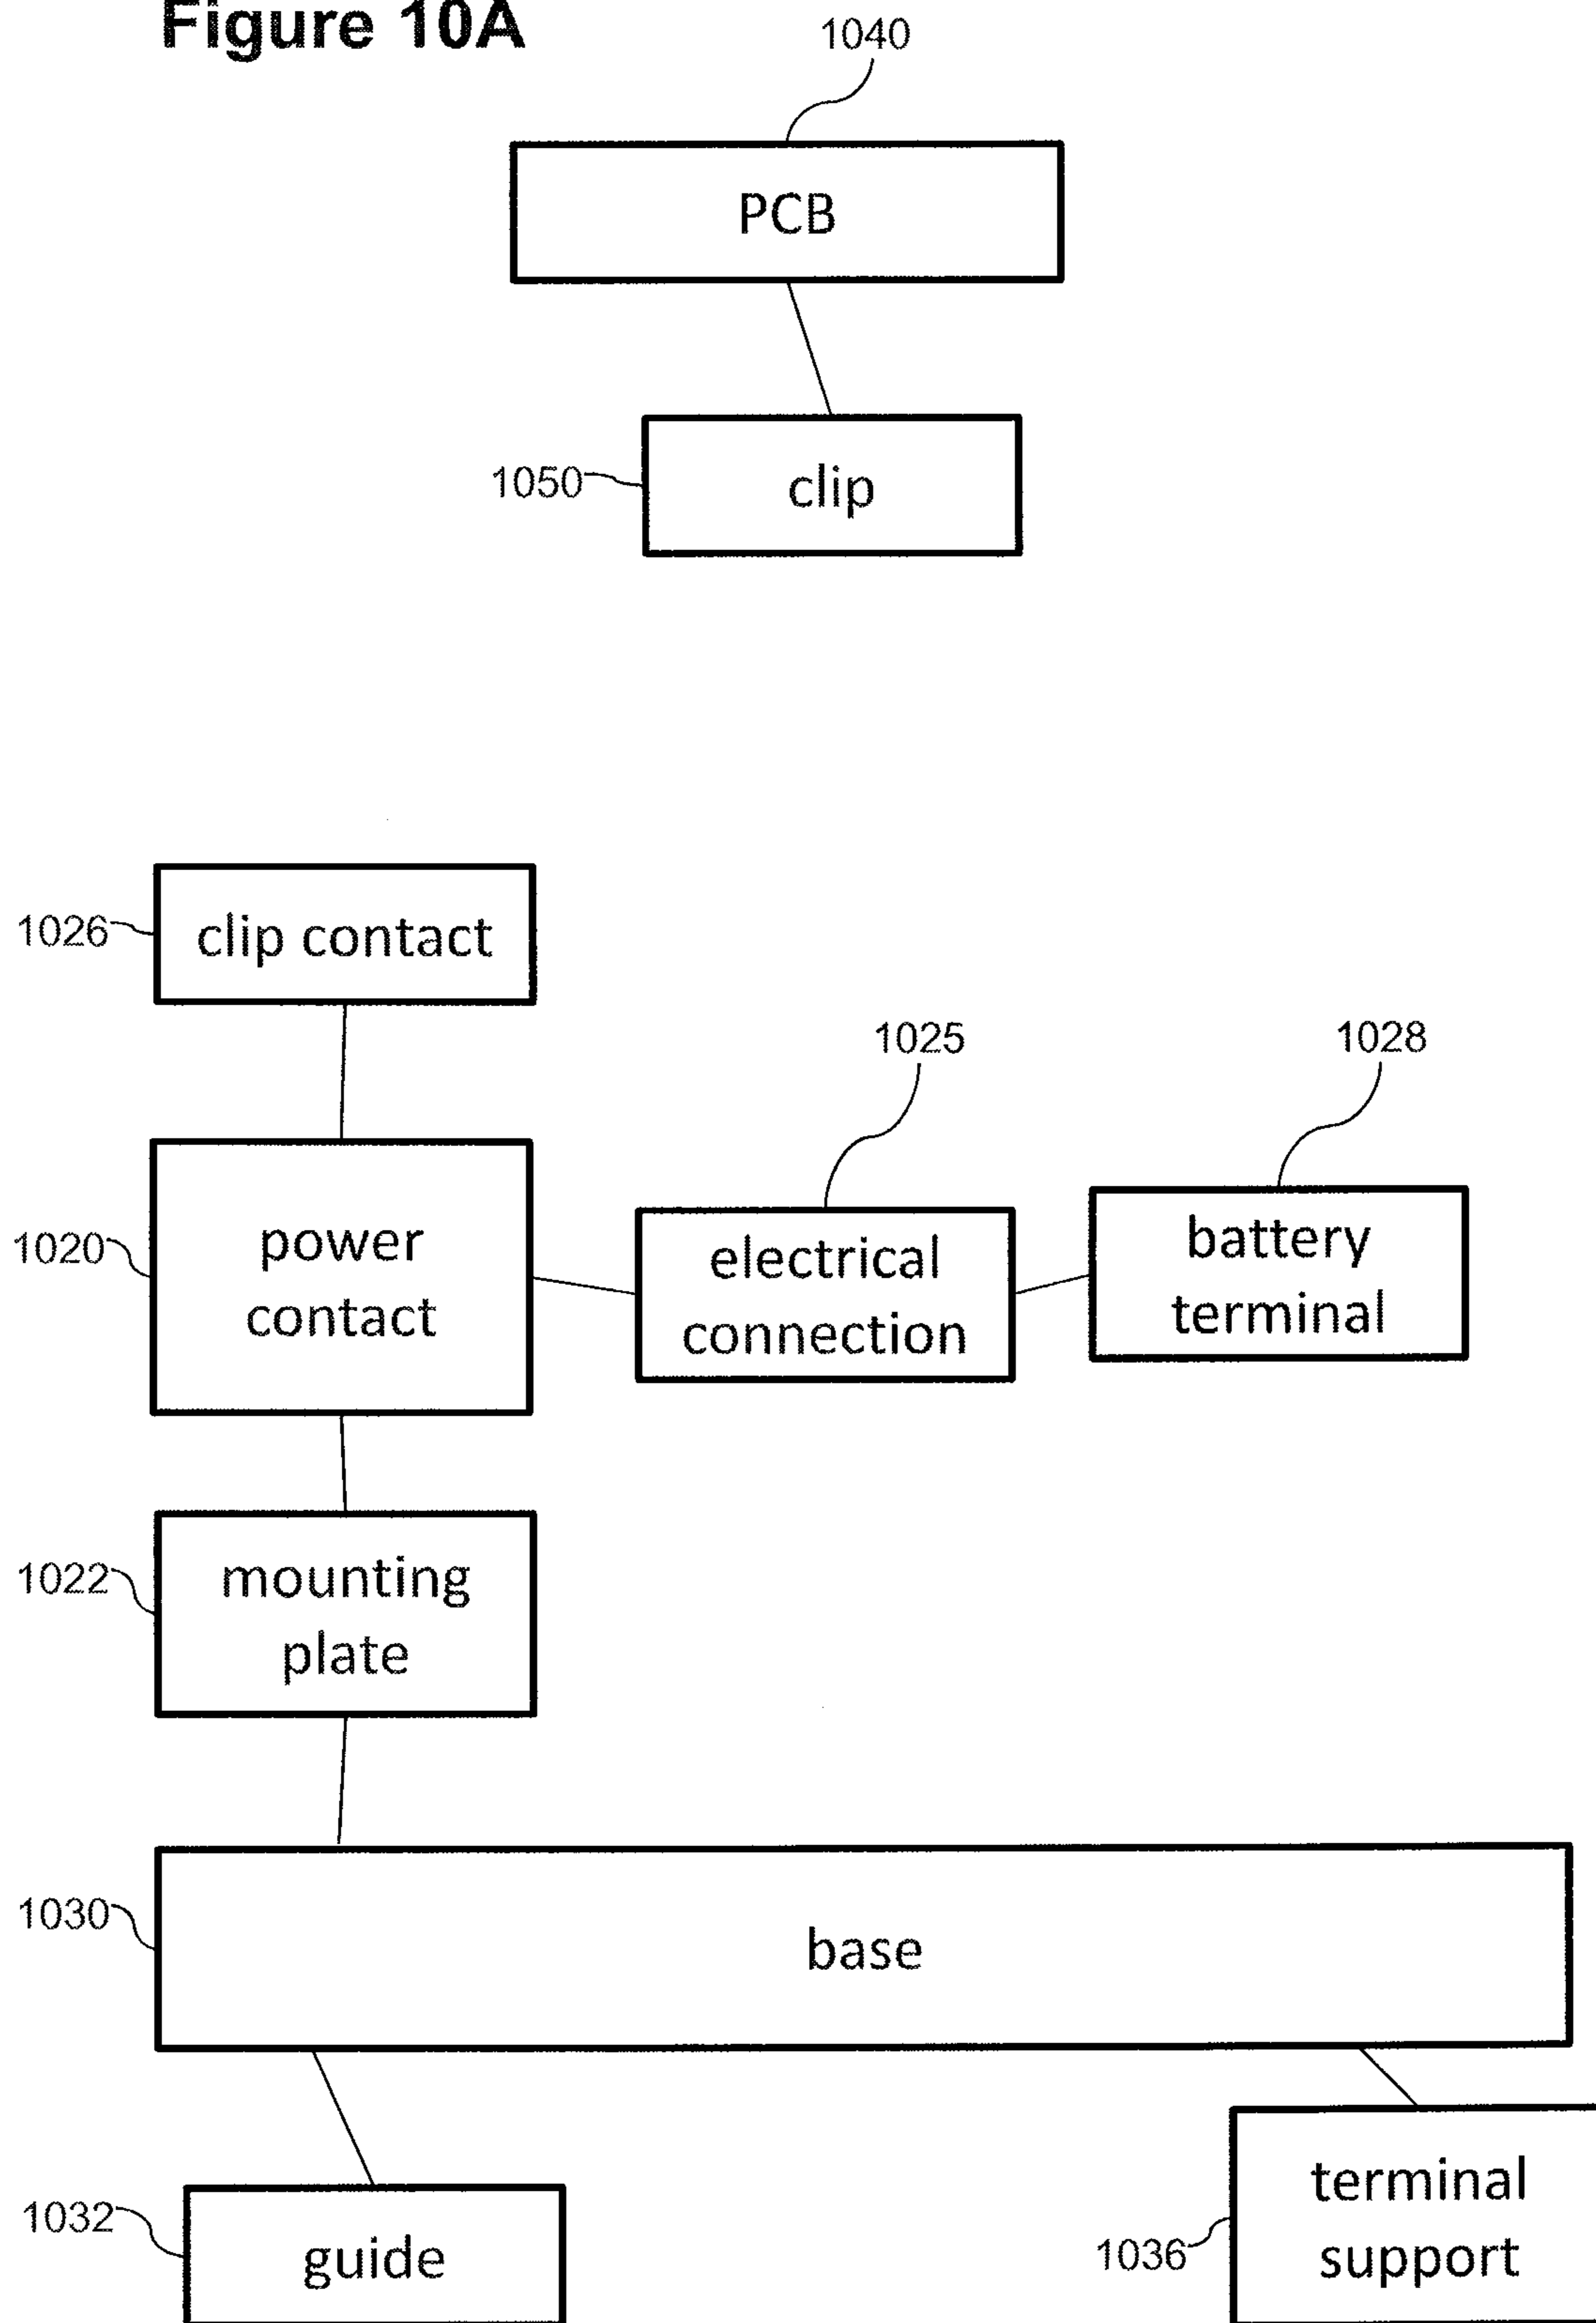 Figure 10A
1040
PCB
1050
clip
1026
clip contact
1025
1028
1020
power
contact
electrical
connection
battery
terminal
1022
mounting
plate
1030
base
1032
guide
1036
terminal
support